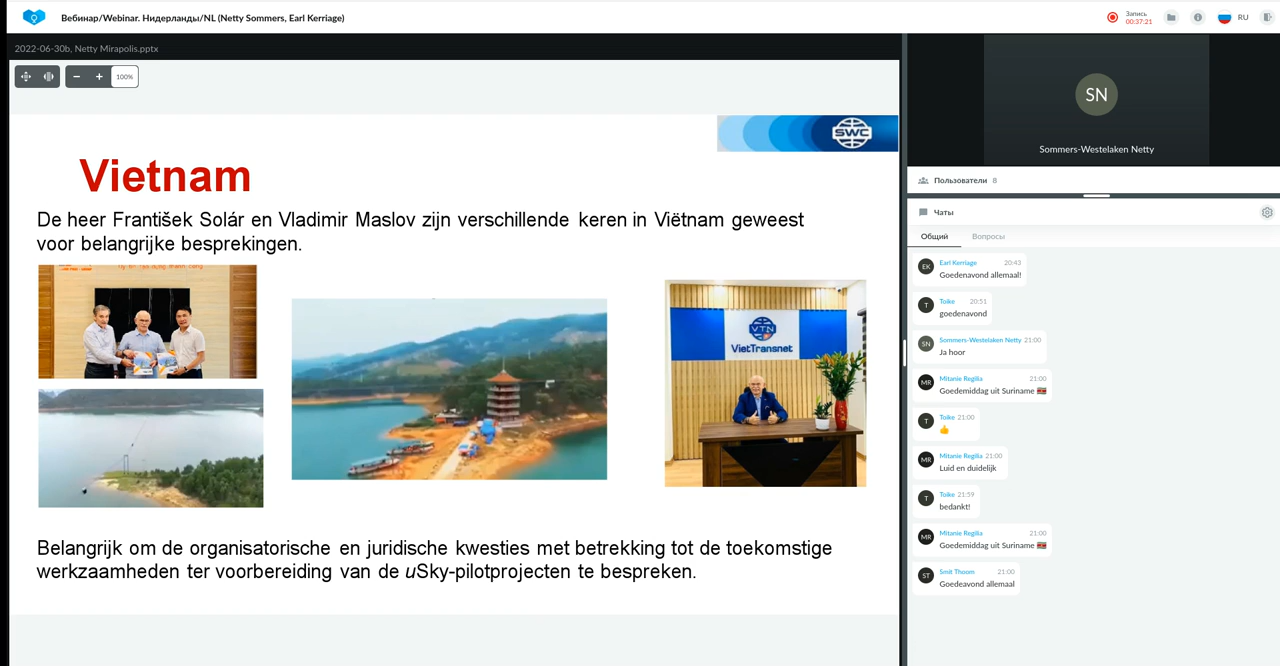 Вебинар/Webinar. Нидерланды/NL (Netty Sommers, Earl Kerriage)
Запись
00:37:21
RU
2022-06-30b, Netty Mirapolis.pptx
100%
SWC
Vietnam
De heer František Solár en Vladimir Maslov zijn verschillende keren in Viëtnam geweest
voor belangrijke besprekingen.
VTN
VietTransnet
Belangrijk om de organisatorische en juridische kwesties met betrekking tot de toekomstige
werkzaamheden ter voorbereiding van de uSky-pilotprojecten te bespreken.
SN
Sommers-Westelaken Netty
Пользователи 8
Чаты
Общий Вопросы
EK Earl Kerriage 20:43
Goedenavond allemaal!
T Toike 20:51
goedenavond
SN Sommers-Westelaken Netty 21:00
Ja hoor
MR Mitanie Regilia 21:00
Goedemiddag uit Suriname 🇸🇷
T Toike 21:00
👍
MR Mitanie Regilia 21:00
Luid en duidelijk
T Toike 21:59
bedankt!
MR Mitanie Regilia 21:00
Goedemiddag uit Suriname 🇸🇷
ST Smit Thoom 21:00
Goedeavond allemaal